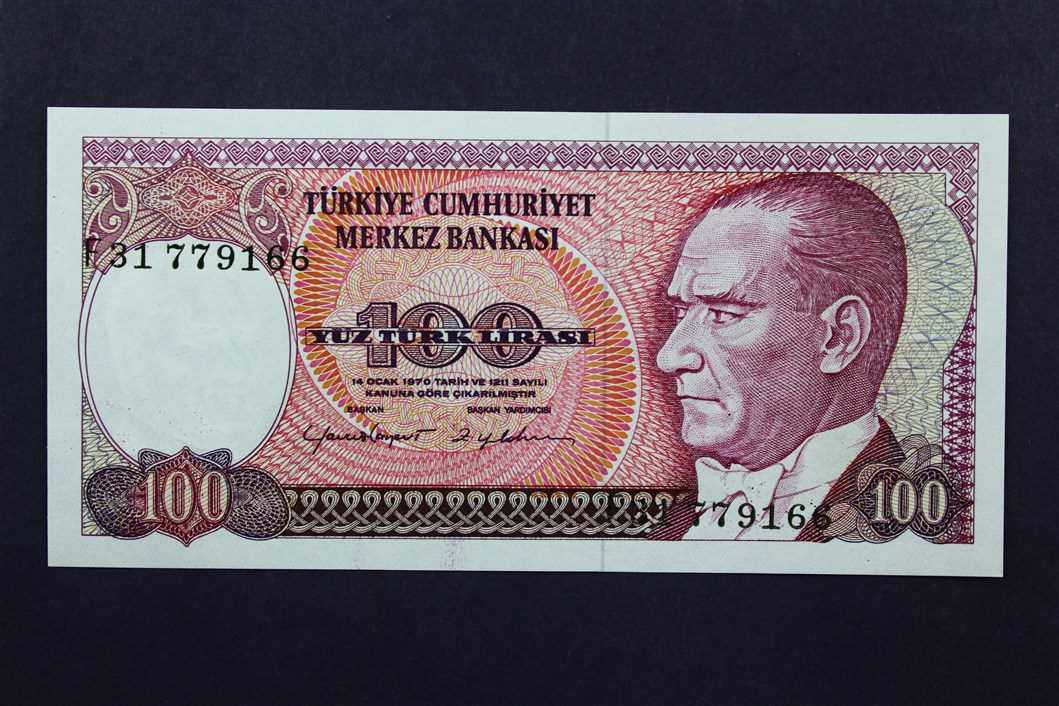 TÜRKİYE CUMHURİYET
MERKEZ BANKASI
F 31 779166
100
YÜZ TÜRK LİRASI
14 OCAK 1970 TARİH VE 1211 SAYILI
KANUNA GÖRE ÇIKARILMIŞTIR
BAŞKAN BAŞKAN YARDIMCISI
100
F31 779166
100